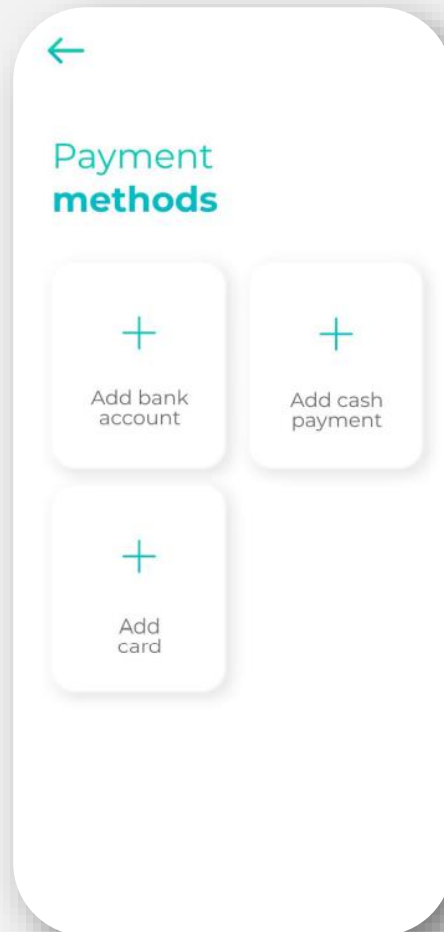 Payment
methods
Add bank
account
Add cash
payment
Add
card